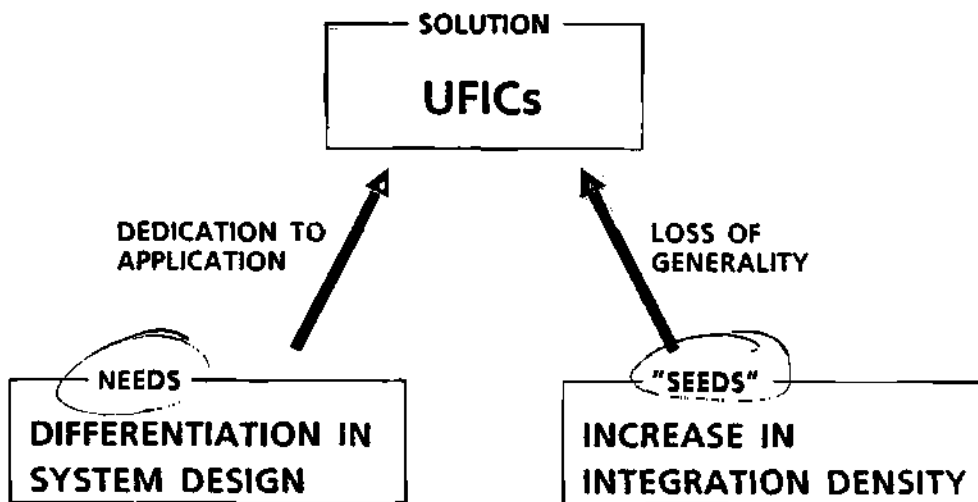 SOLUTION
UFICs
DEDICATION TO
APPLICATION
LOSS OF
GENERALITY
NEEDS
DIFFERENTIATION IN
SYSTEM DESIGN
"SEEDS"
INCREASE IN
INTEGRATION DENSITY